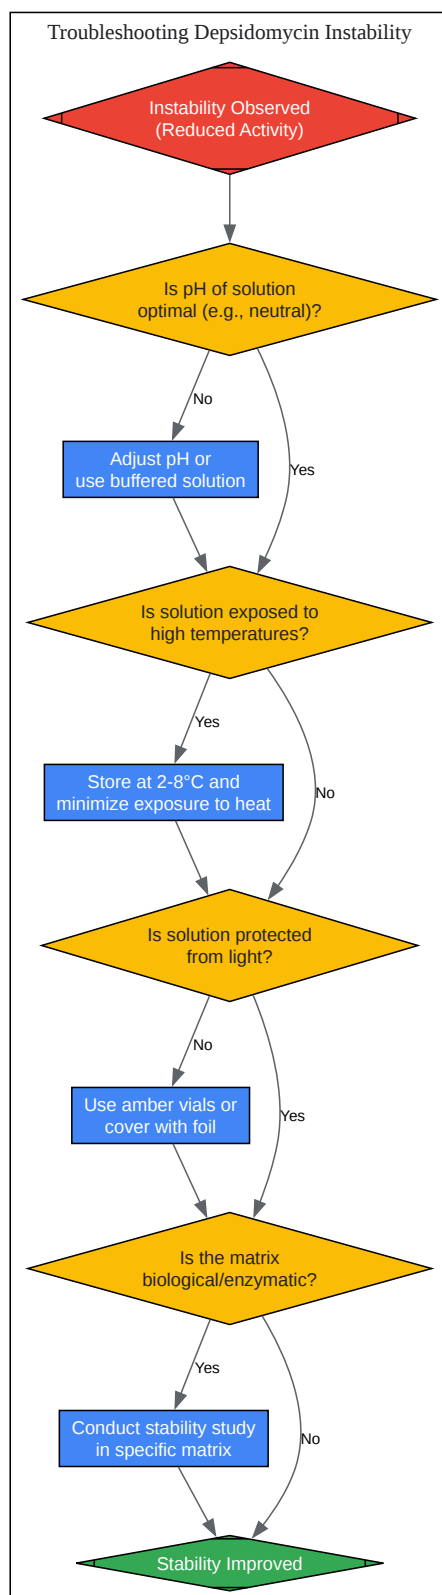 Troubleshooting Depsidomycin Instability
Instability Observed
(Reduced Activity)
Is pH of solution
optimal (e.g., neutral)?
No
Adjust pH or
use buffered solution
Yes
Is solution exposed to
high temperatures?
Yes
Store at 2-8°C and
minimize exposure to heat
No
Is solution protected
from light?
No
Use amber vials or
cover with foil
Yes
Is the matrix
biological/enzymatic?
Yes
Conduct stability study
in specific matrix
No
Stability Improved